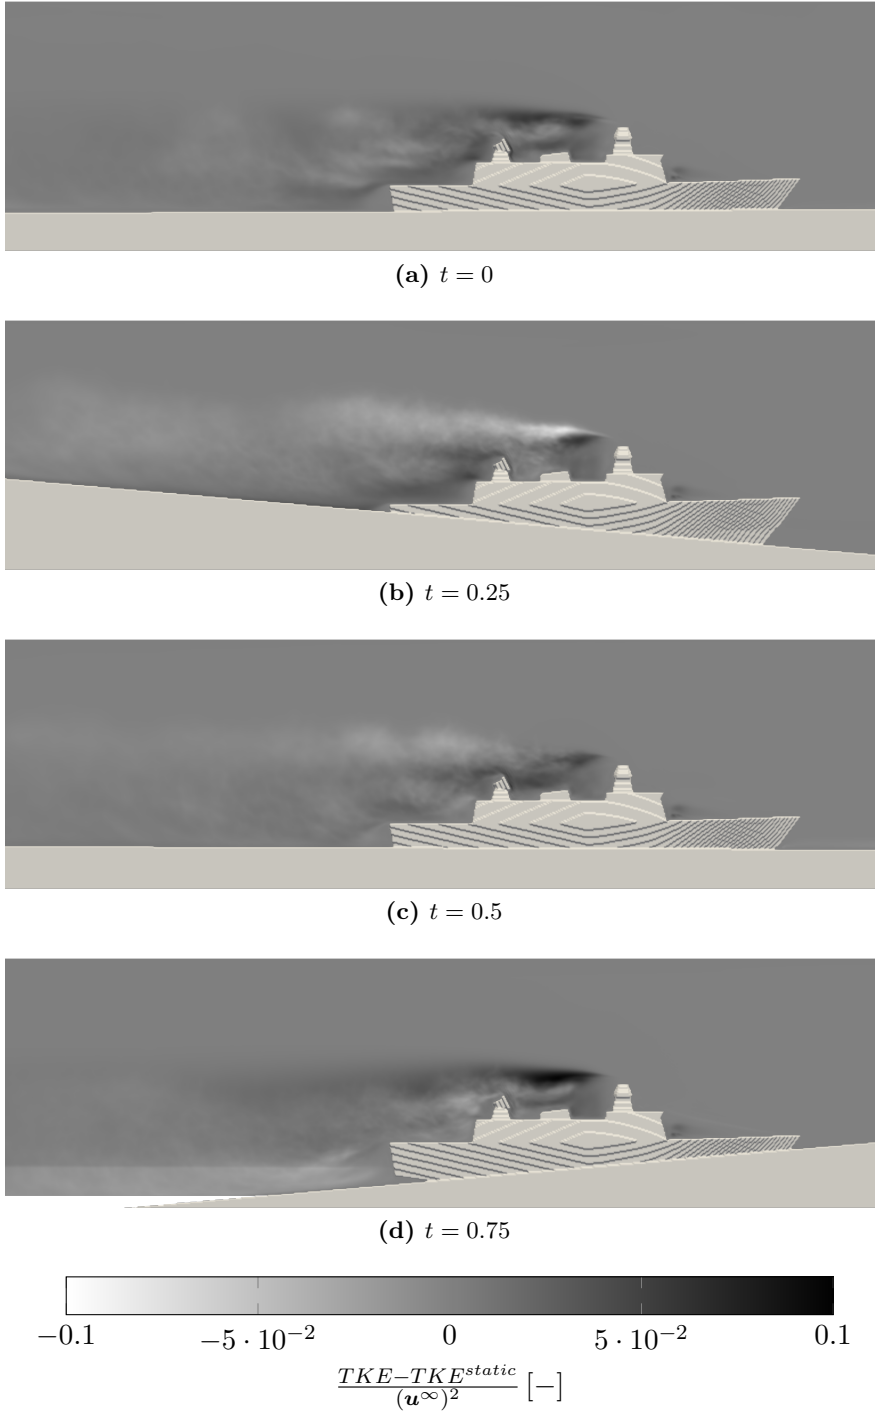 (a) t = 0
(b) t = 0.25
(c) t = 0.5
(d) t = 0.75
−0.1 −5 · 10⁻² 0 5 · 10⁻² 0.1
TKE−TKE^static / (u^∞)² [−]